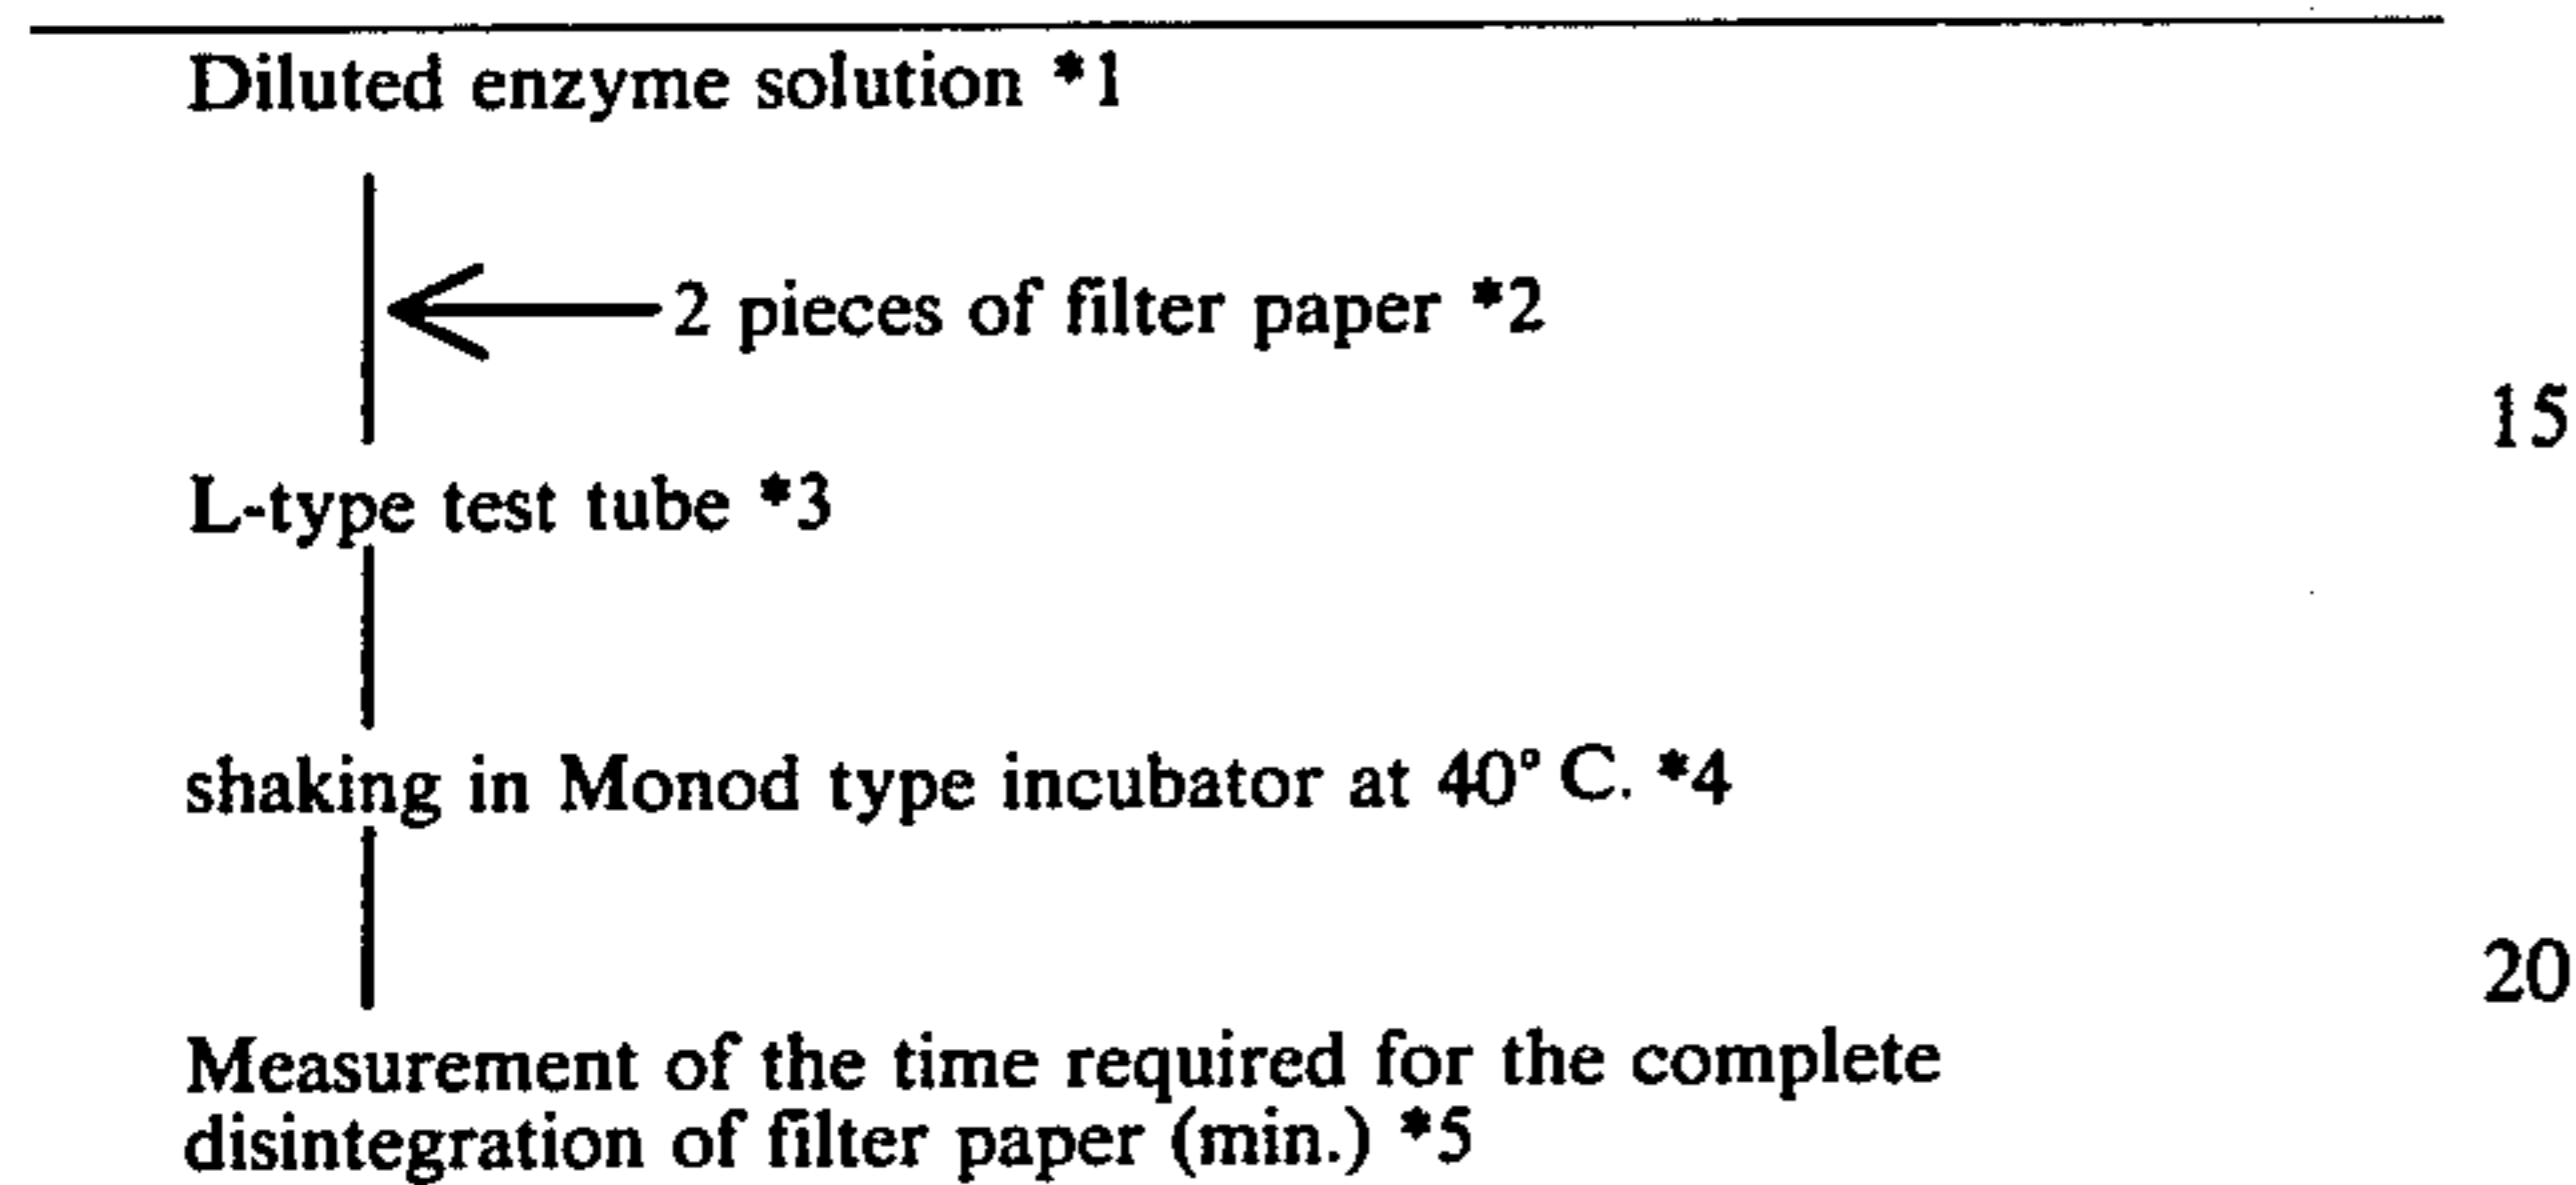 Diluted enzyme solution *1
2 pieces of filter paper *2
15
L-type test tube *3
shaking in Monod type incubator at 40° C. *4
20
Measurement of the time required for the complete
disintegration of filter paper (min.) *5